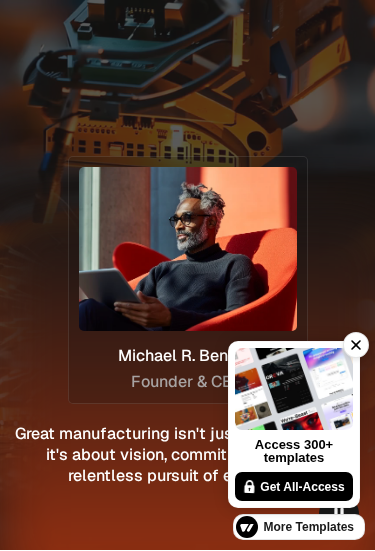 Michael R. Ben
Founder & CE
Great manufacturing isn't jus
it's about vision, commit
relentless pursuit of e
Access 300+
templates
Get All-Access
More Templates